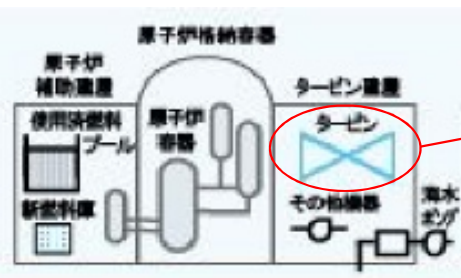 原子炉格納容器
原子炉
補助建屋
タービン建屋
使用済燃料
プール
原子炉
容器
タービン
新燃料庫
その他機器
海水
ポンプ